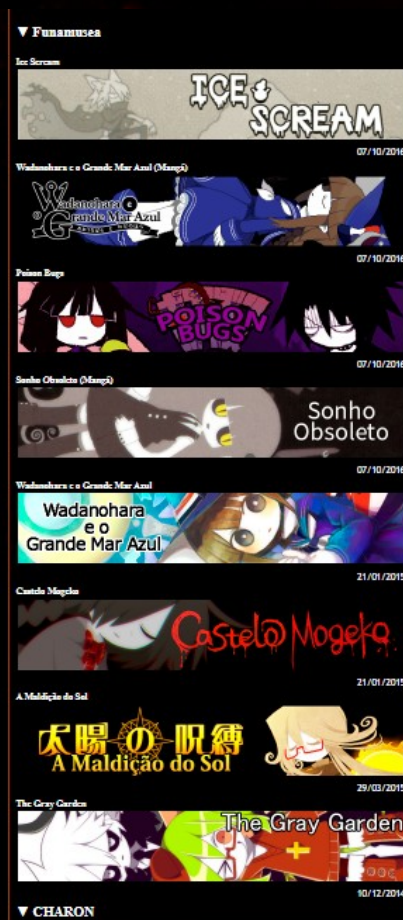 ▼ Funamusea
Ice Scream
ICE
SCREAM
07/10/2016
Wadanohara e o Grande Mar Azul (Mangá)
Wadanohara e
o Grande Mar Azul
07/10/2016
Poison Bugs
POISON
BUGS
07/10/2016
Sonho Obsoleto (Mangá)
Sonho
Obsoleto
07/10/2016
Wadanohara e o Grande Mar Azul
Wadanohara
e o
Grande Mar Azul
21/01/2015
Castelo Mogeko
Castelo Mogeko
21/01/2015
A Maldição do Sol
太陽の呪縛
A Maldição do Sol
29/03/2015
The Gray Garden
The Gray Garden
10/12/2014
▼ CHARON